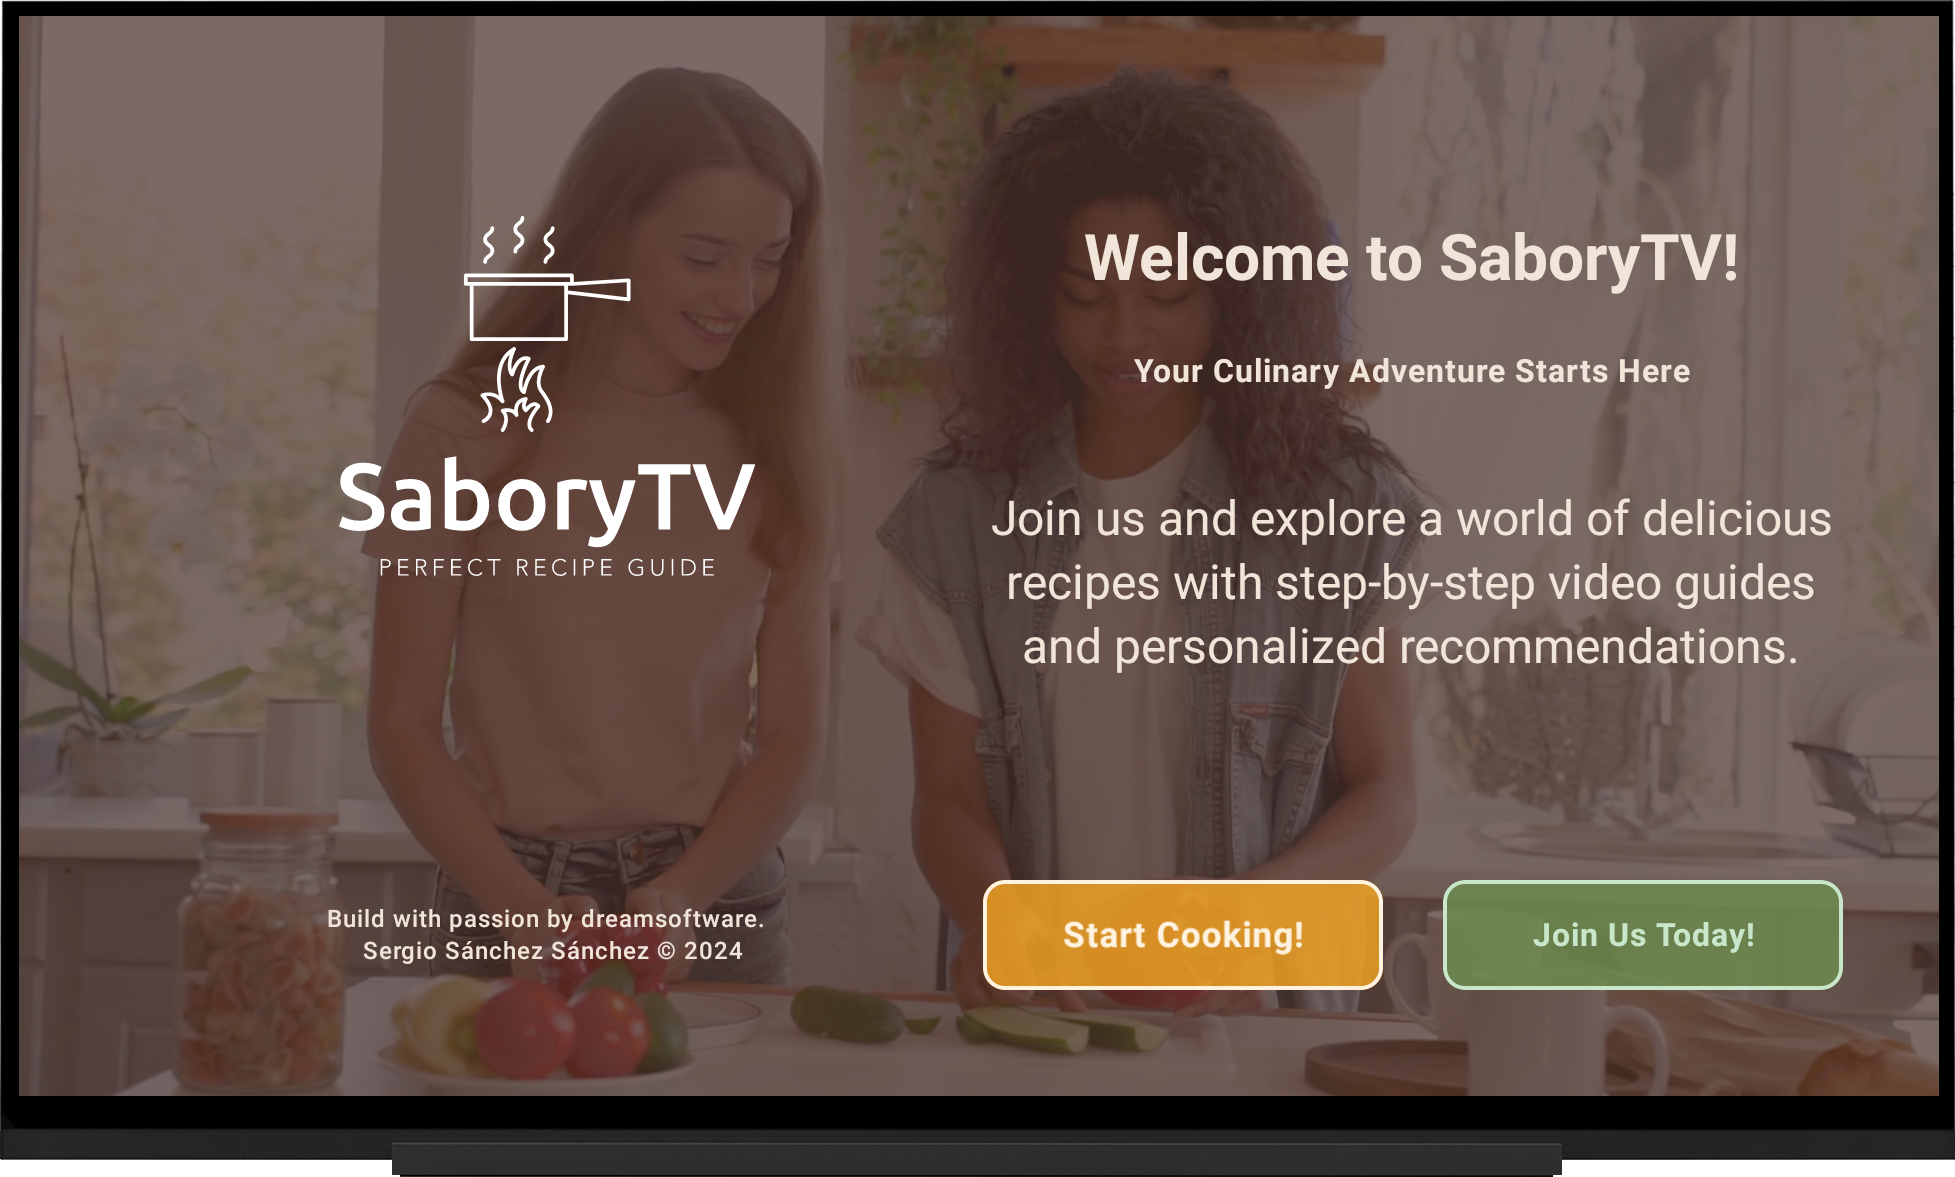 SaboryTV
PERFECT RECIPE GUIDE
Build with passion by dreamsoftware.
Sergio Sánchez Sánchez © 2024
Welcome to SaboryTV!
Your Culinary Adventure Starts Here
Join us and explore a world of delicious
recipes with step-by-step video guides
and personalized recommendations.
Start Cooking!
Join Us Today!